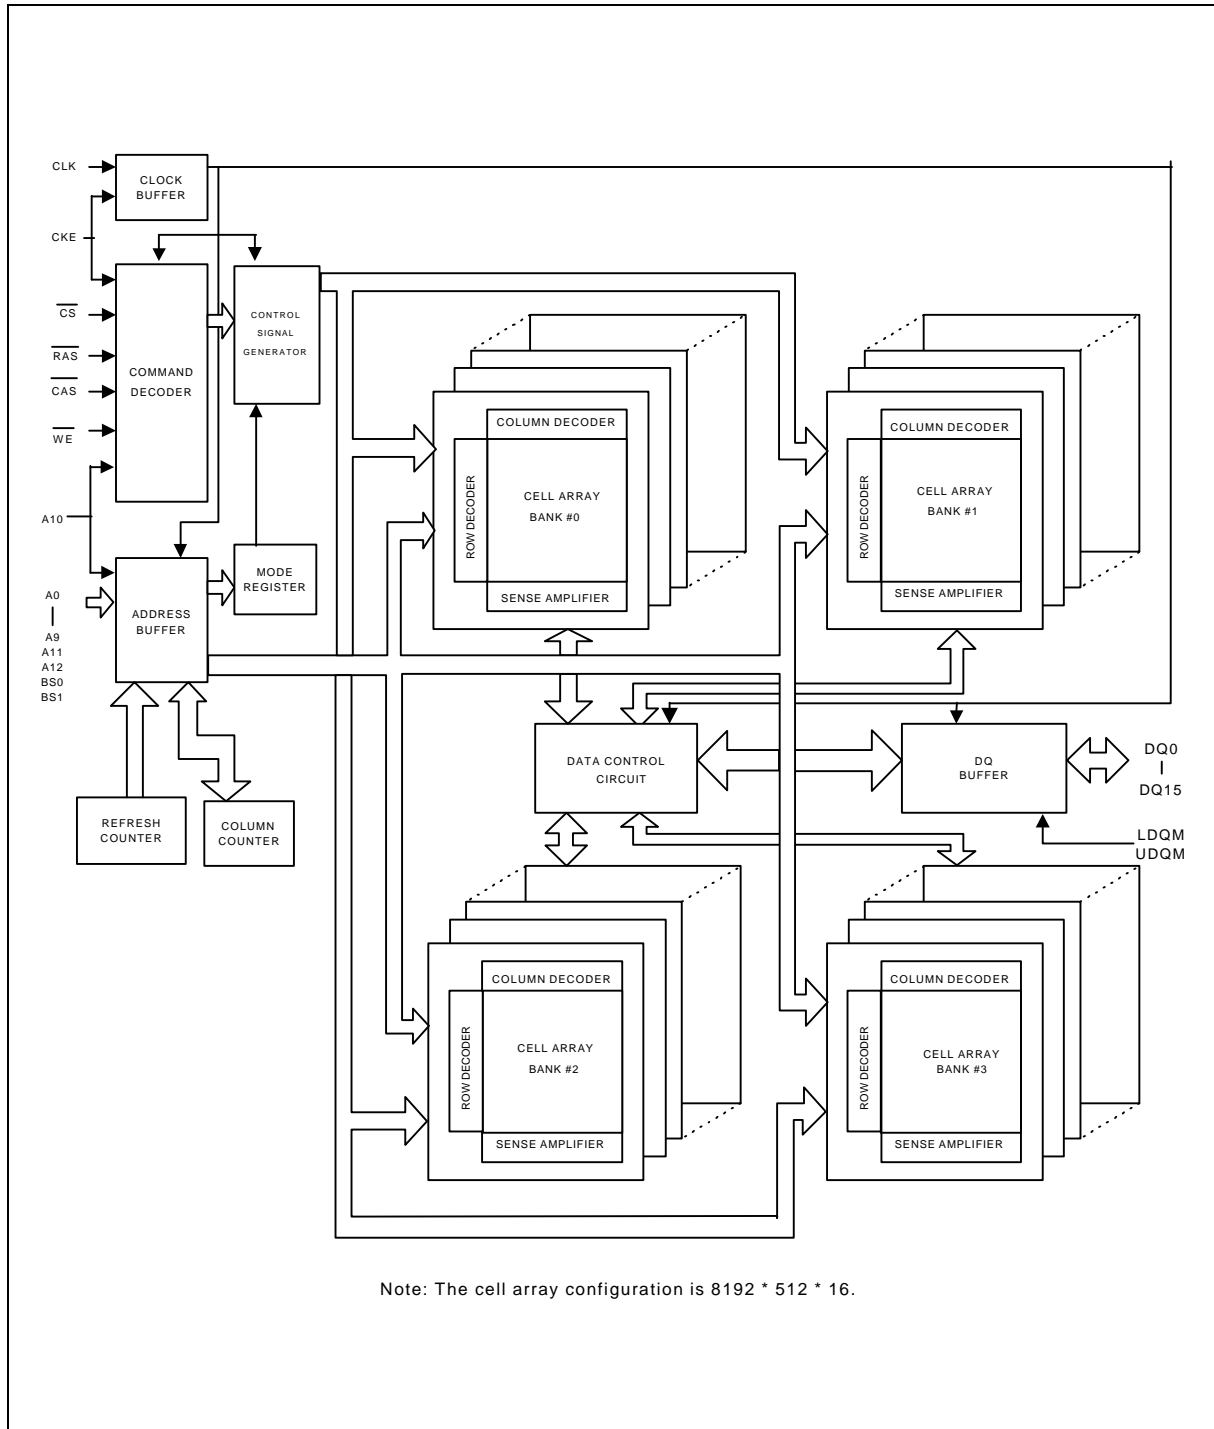 CLK
CLOCK
BUFFER
CKE
CS
RAS
CAS
WE
COMMAND
DECODER
CONTROL
SIGNAL
GENERATOR
A10
A0
A9
A11
A12
BS0
BS1
ADDRESS
BUFFER
MODE
REGISTER
REFRESH
COUNTER
COLUMN
COUNTER
COLUMN DECODER
ROW DECODER
CELL ARRAY
BANK #0
SENSE AMPLIFIER
COLUMN DECODER
ROW DECODER
CELL ARRAY
BANK #1
SENSE AMPLIFIER
DATA CONTROL
CIRCUIT
DQ
BUFFER
DQ0
DQ15
LDQM
UDQM
COLUMN DECODER
ROW DECODER
CELL ARRAY
BANK #2
SENSE AMPLIFIER
COLUMN DECODER
ROW DECODER
CELL ARRAY
BANK #3
SENSE AMPLIFIER
Note: The cell array configuration is 8192 * 512 * 16.